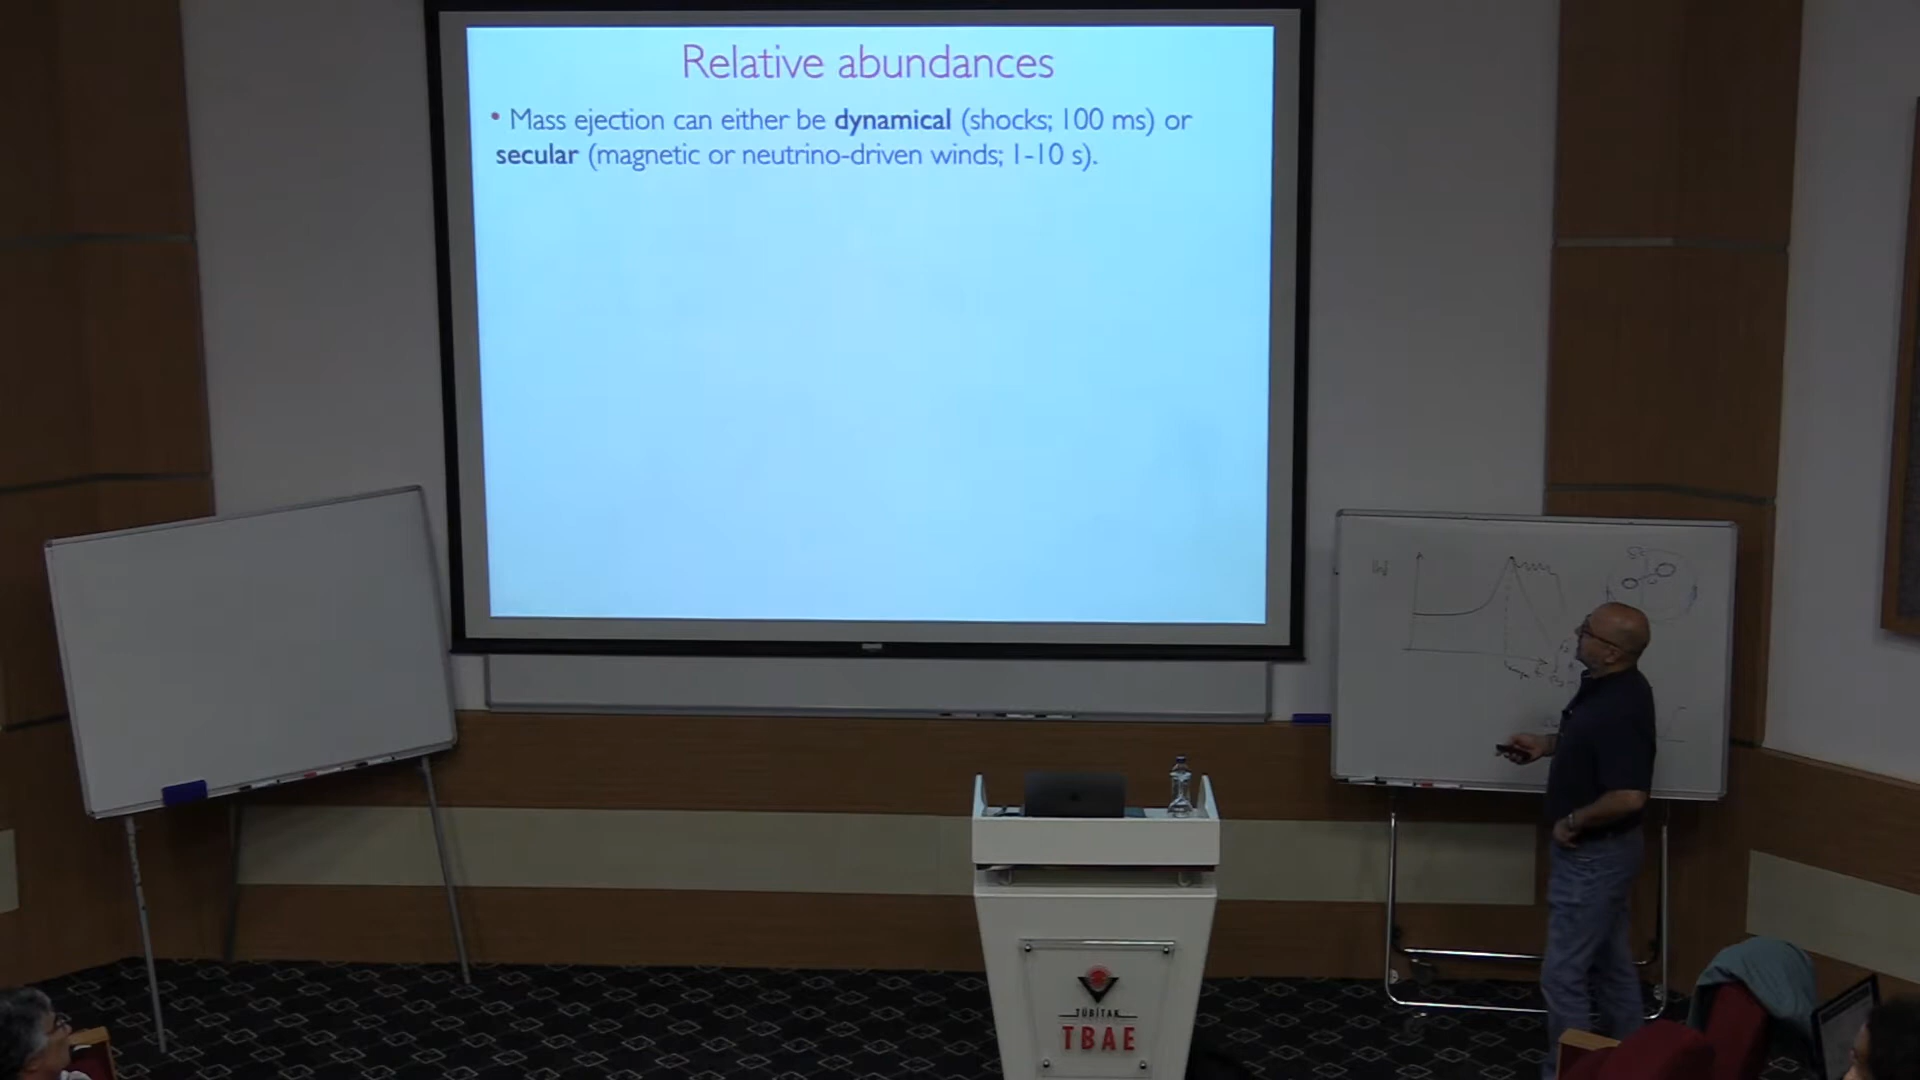 Relative abundances
• Mass ejection can either be dynamical (shocks; 100 ms) or
secular (magnetic or neutrino-driven winds; 1-10 s).
TÜBİTAK
TBAE